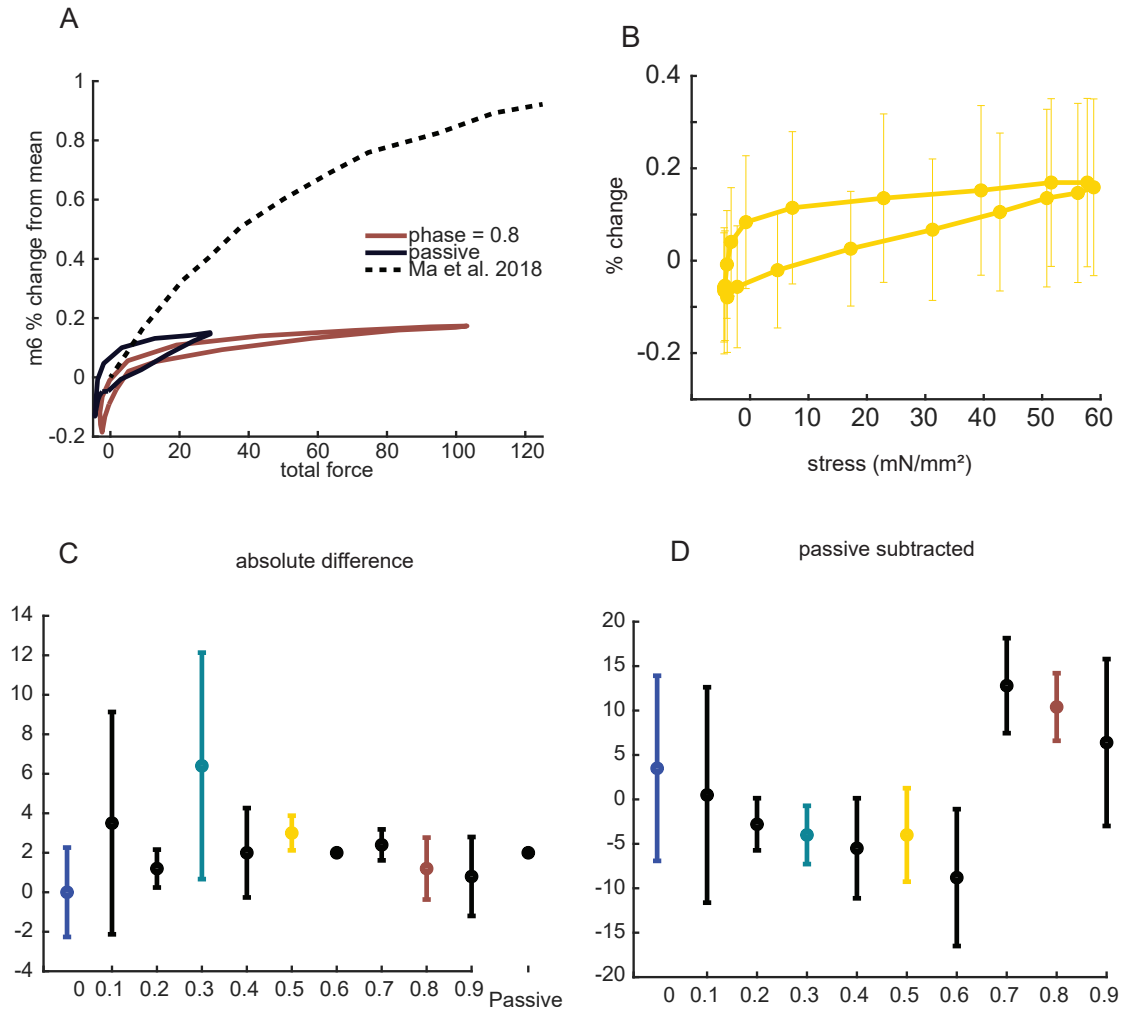 A
m6 % change from mean
1
0.8
0.6
0.4
0.2
0
-0.2
0 20 40 60 80 100 120
total force
phase = 0.8
passive
Ma et al. 2018
B
% change
0.4
0.2
0
-0.2
0 10 20 30 40 50 60
stress (mN/mm²)
C
absolute difference
14
12
10
8
6
4
2
0
-2
-4
0 0.1 0.2 0.3 0.4 0.5 0.6 0.7 0.8 0.9 Passive
D
passive subtracted
20
15
10
5
0
-5
-10
-15
-20
0 0.1 0.2 0.3 0.4 0.5 0.6 0.7 0.8 0.9